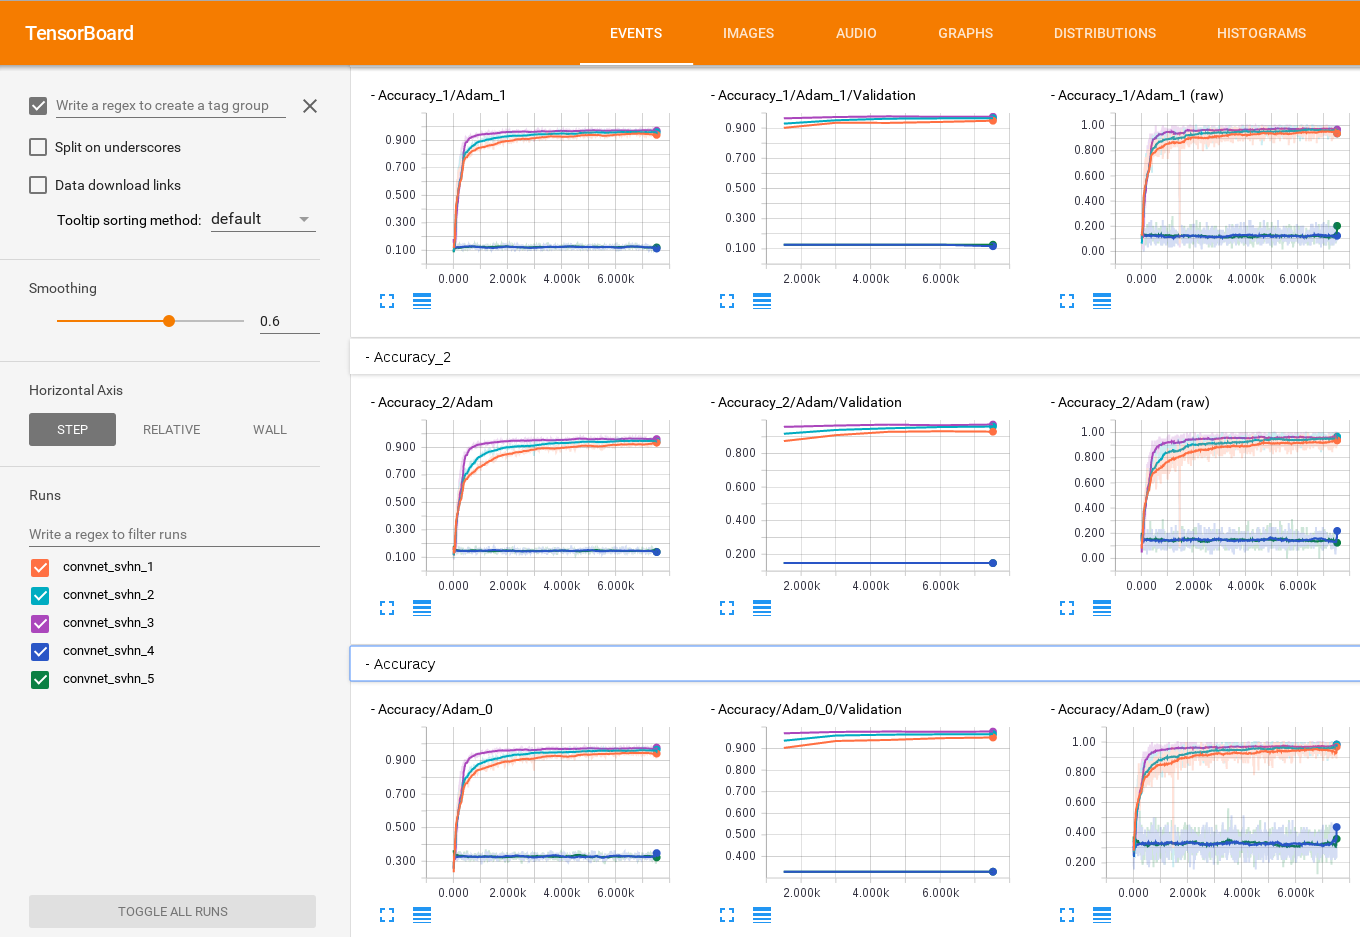 TensorBoard
EVENTS IMAGES AUDIO GRAPHS DISTRIBUTIONS HISTOGRAMS
Write a regex to create a tag group
Split on underscores
Data download links
Tooltip sorting method: default
Smoothing
0.6
Horizontal Axis
STEP RELATIVE WALL
Runs
Write a regex to filter runs
convnet_svhn_1
convnet_svhn_2
convnet_svhn_3
convnet_svhn_4
convnet_svhn_5
TOGGLE ALL RUNS
- Accuracy_1/Adam_1
0.900
0.700
0.500
0.300
0.100
0.000 2.000k 4.000k 6.000k
- Accuracy_1/Adam_1/Validation
0.900
0.700
0.500
0.300
0.100
2.000k 4.000k 6.000k
- Accuracy_1/Adam_1 (raw)
1.00
0.800
0.600
0.400
0.200
0.00
0.000 2.000k 4.000k 6.000k
- Accuracy_2
- Accuracy_2/Adam
0.900
0.700
0.500
0.300
0.100
0.000 2.000k 4.000k 6.000k
- Accuracy_2/Adam/Validation
0.800
0.600
0.400
0.200
2.000k 4.000k 6.000k
- Accuracy_2/Adam (raw)
1.00
0.800
0.600
0.400
0.200
0.00
0.000 2.000k 4.000k 6.000k
- Accuracy
- Accuracy/Adam_0
0.900
0.700
0.500
0.300
0.000 2.000k 4.000k 6.000k
- Accuracy/Adam_0/Validation
0.900
0.800
0.700
0.600
0.500
0.400
2.000k 4.000k 6.000k
- Accuracy/Adam_0 (raw)
1.00
0.800
0.600
0.400
0.200
0.000 2.000k 4.000k 6.000k